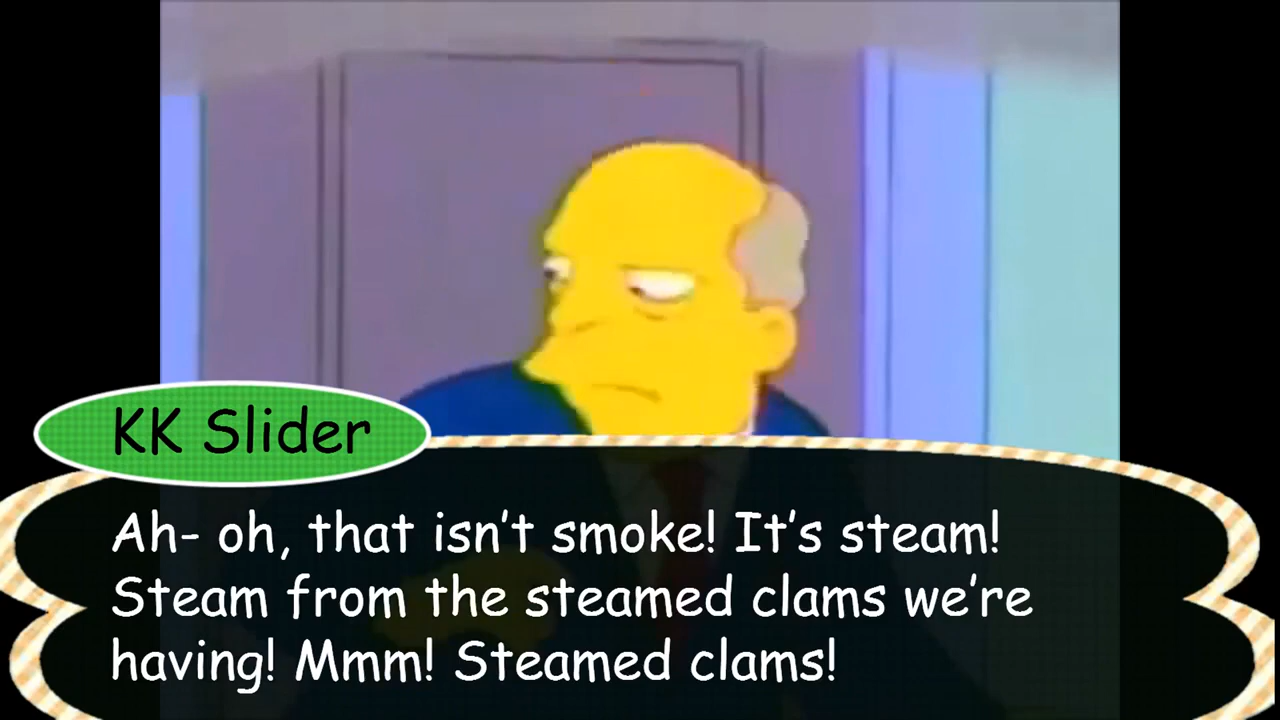 KK Slider
Ah- oh, that isn't smoke! It's steam!
Steam from the steamed clams we're
having! Mmm! Steamed clams!